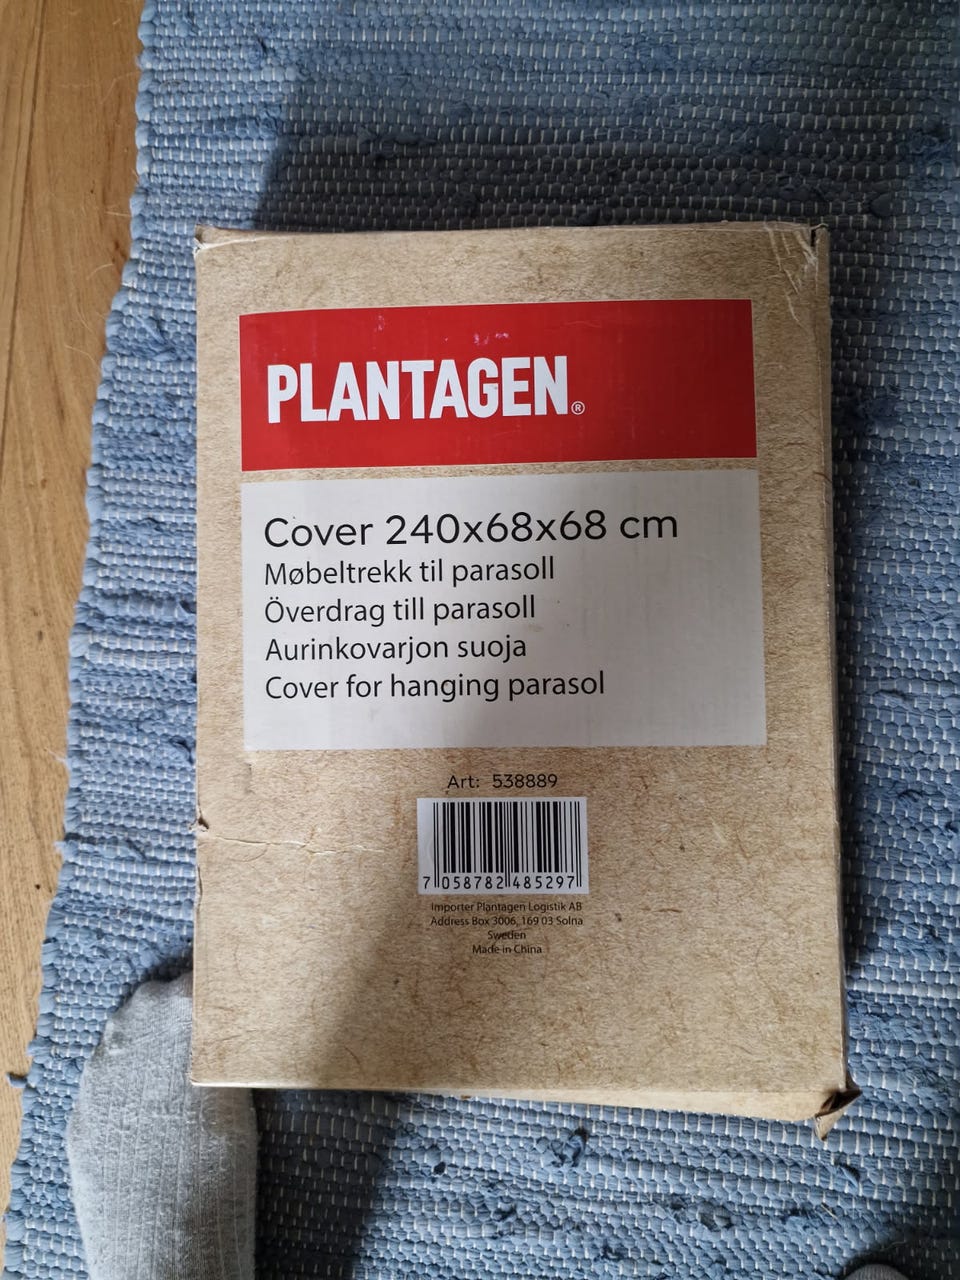 PLANTAGEN®
Cover 240x68x68 cm
Møbeltrekk til parasoll
Överdrag till parasoll
Aurinkovarjon suoja
Cover for hanging parasol
Art: 538889
7 058782 485297
Importer Plantagen Logistik AB
Address Box 3006, 169 03 Solna
Sweden
Made in China